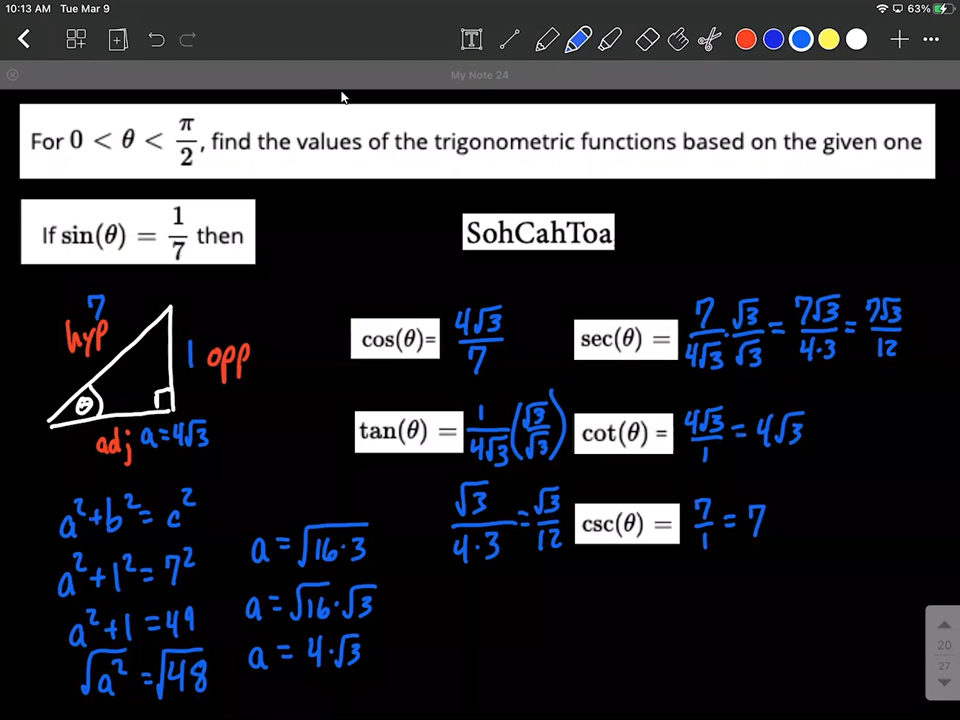 10:13 AM Tue Mar 9 63%
My Note 24
For 0 < θ < π/2, find the values of the trigonometric functions based on the given one
If sin(θ) = 1/7 then
SohCahToa
7
hyp
1 opp
θ
adj a=4√3
cos(θ)= 4√3/7
sec(θ) = 7/4√3 · √3/√3 = 7√3/4·3 = 7√3/12
tan(θ) = 1/4√3 (√3/√3)
√3/4·3 = √3/12
cot(θ) = 4√3/1 = 4√3
csc(θ) = 7/1 = 7
a²+b²=c²
a²+1²=7²
a²+1=49
√a²=√48
a=√16·3
a=√16·√3
a=4·√3
20
27